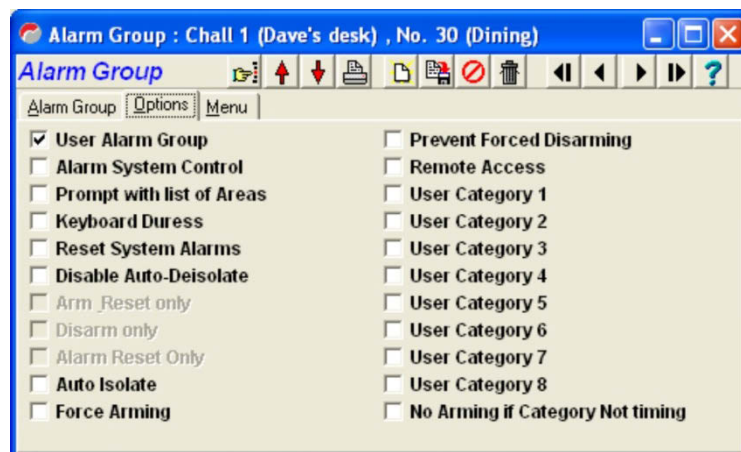 Alarm Group : Chall 1 (Dave's desk) , No. 30 (Dining)
Alarm Group
?
Alarm Group Options Menu
User Alarm Group
Alarm System Control
Prompt with list of Areas
Keyboard Duress
Reset System Alarms
Disable Auto-Deisolate
Arm _Reset only
Disarm only
Alarm Reset Only
Auto Isolate
Force Arming
Prevent Forced Disarming
Remote Access
User Category 1
User Category 2
User Category 3
User Category 4
User Category 5
User Category 6
User Category 7
User Category 8
No Arming if Category Not timing